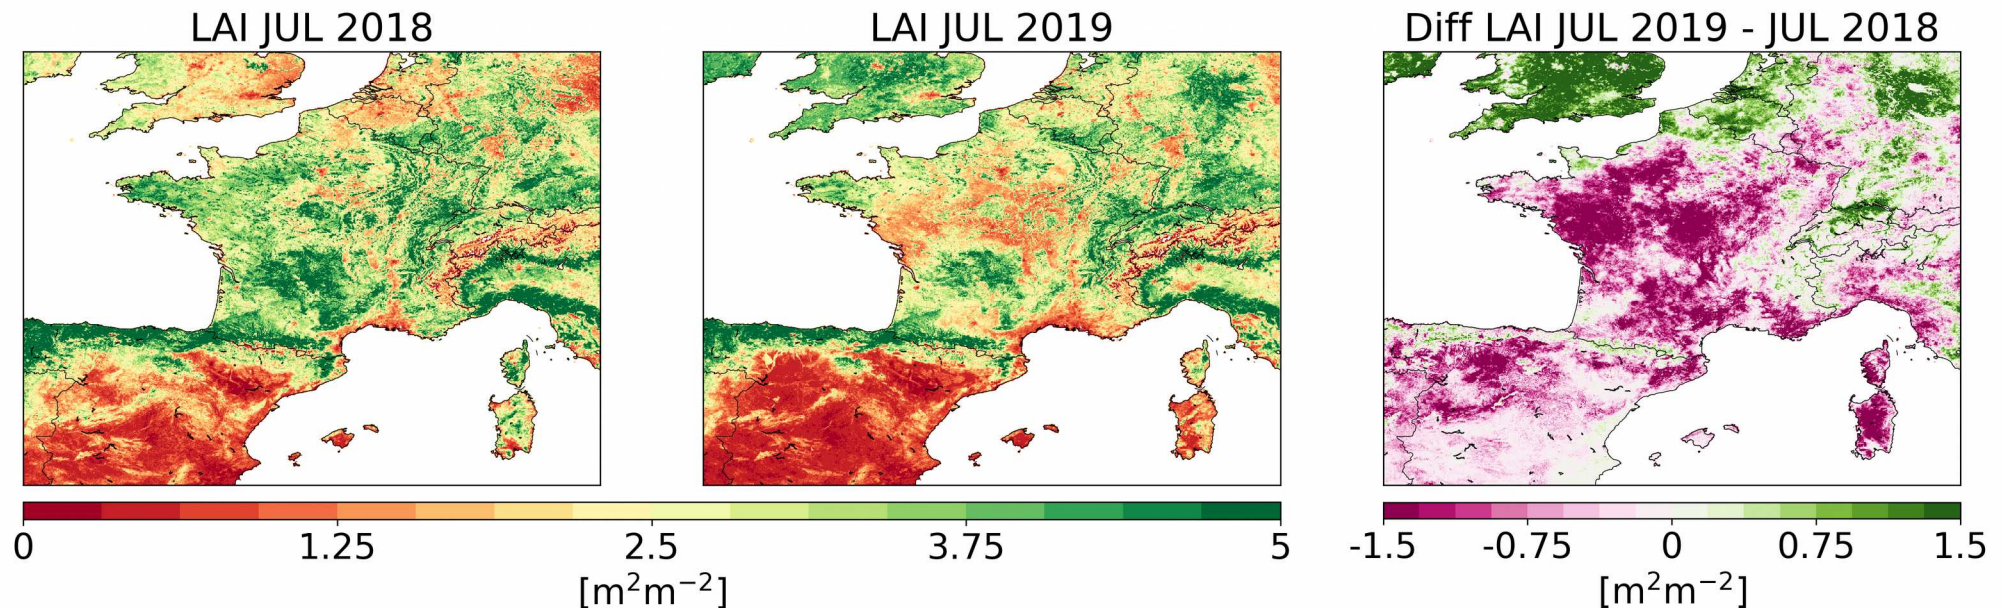 LAI JUL 2018 LAI JUL 2019 Diff LAI JUL 2019 - JUL 2018
0 1.25 2.5 3.75 5 -1.5 -0.75 0 0.75 1.5
[m²m⁻²] [m²m⁻²]